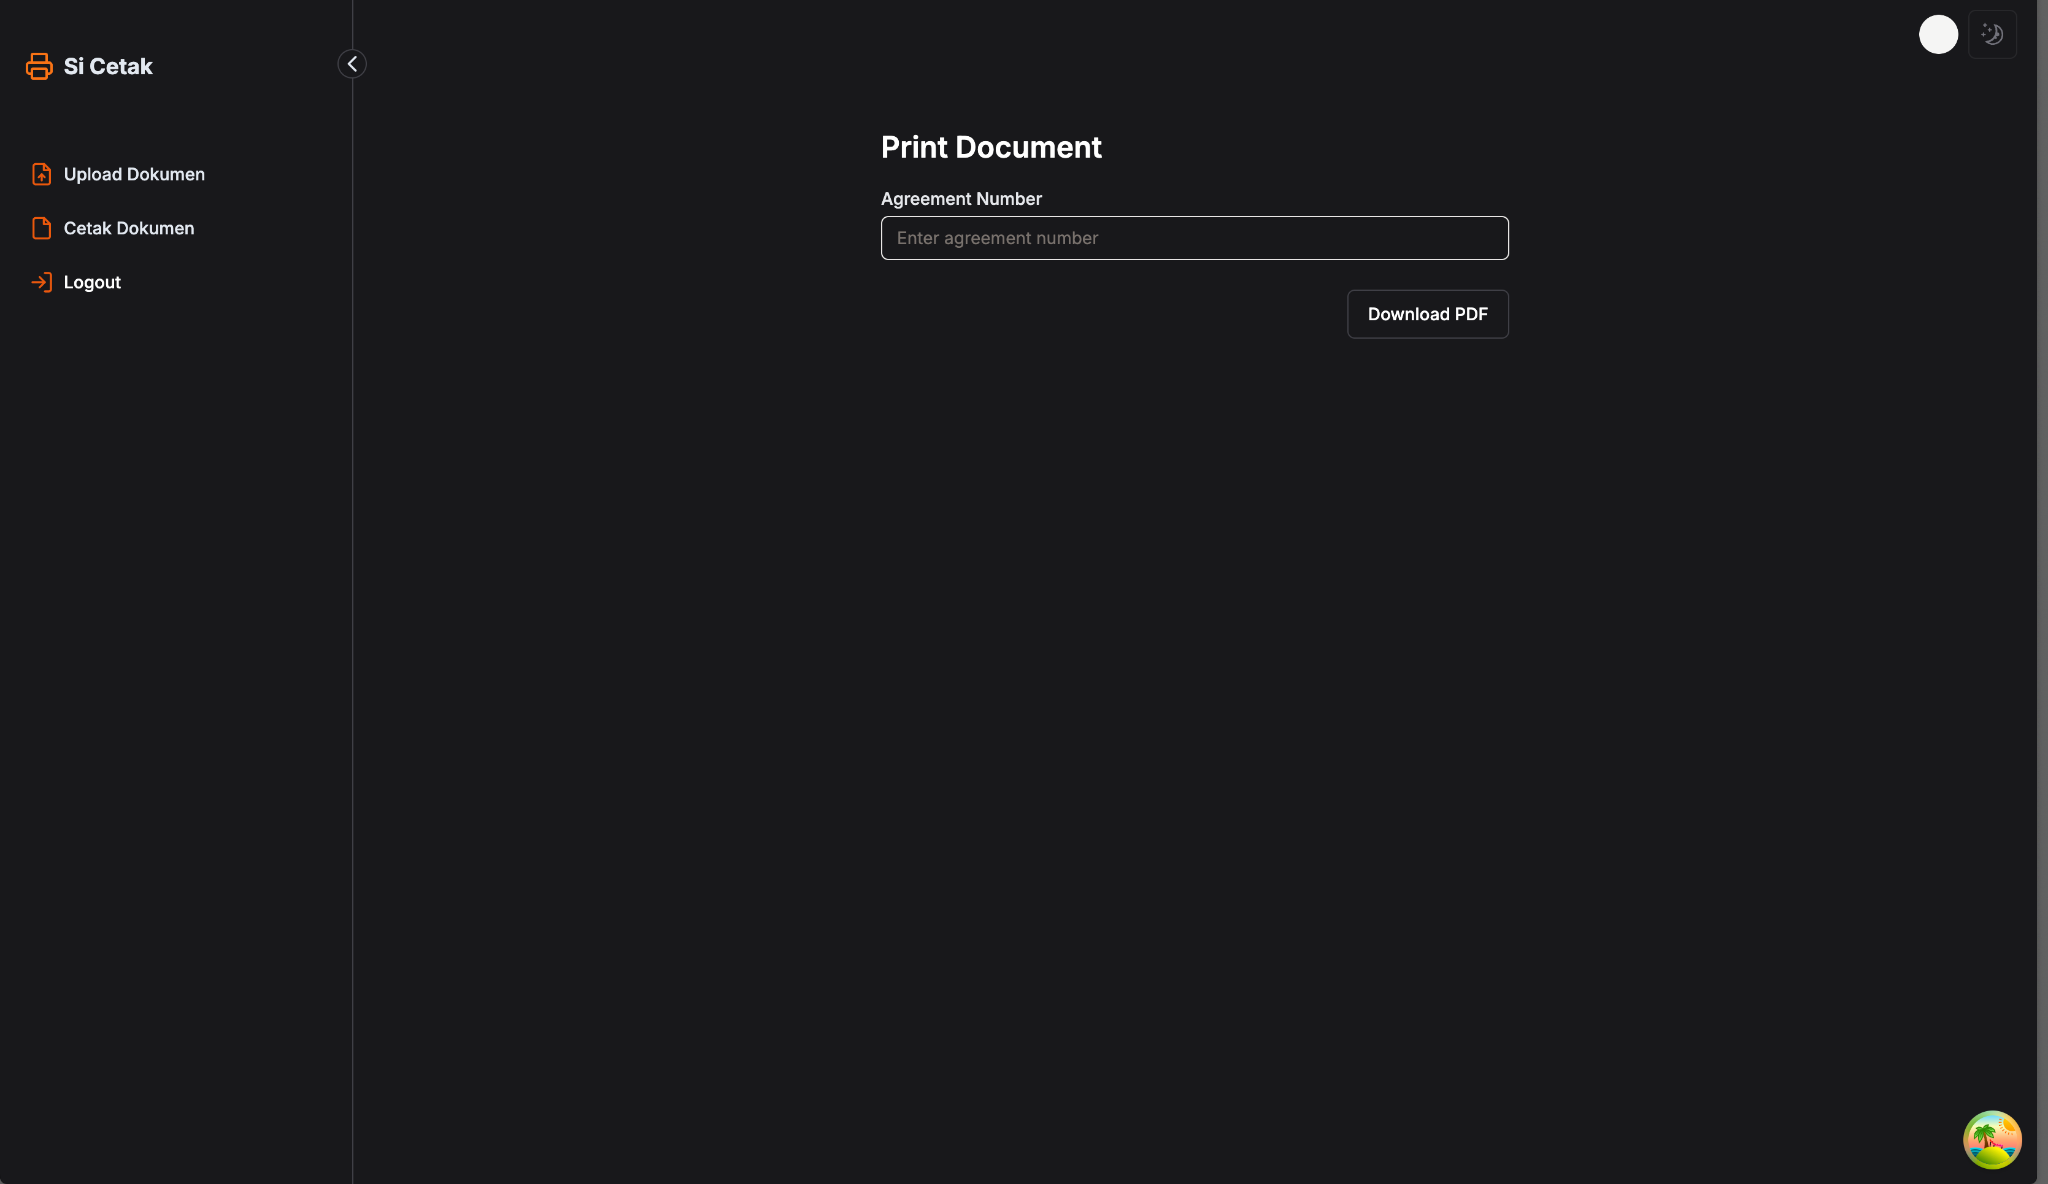 Si Cetak
Upload Dokumen
Cetak Dokumen
Logout
Print Document
Agreement Number
Enter agreement number
Download PDF